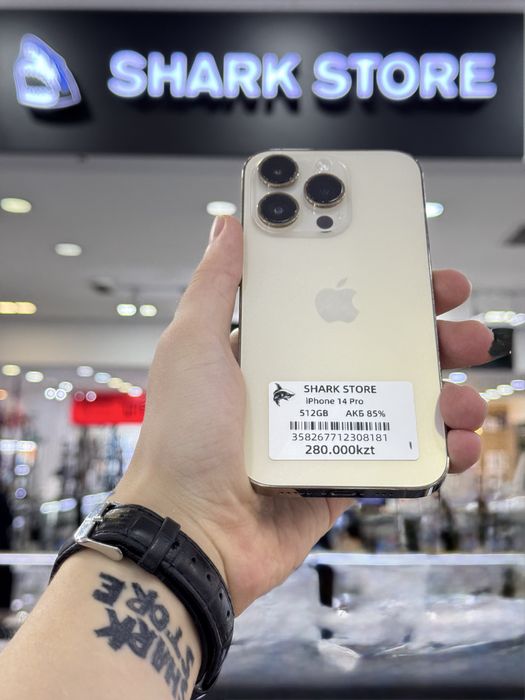 SHARK STORE
SHARK STORE
iPhone 14 Pro
512GB АКБ 85%
358267712308181
280.000kzt
SHARK
STORE